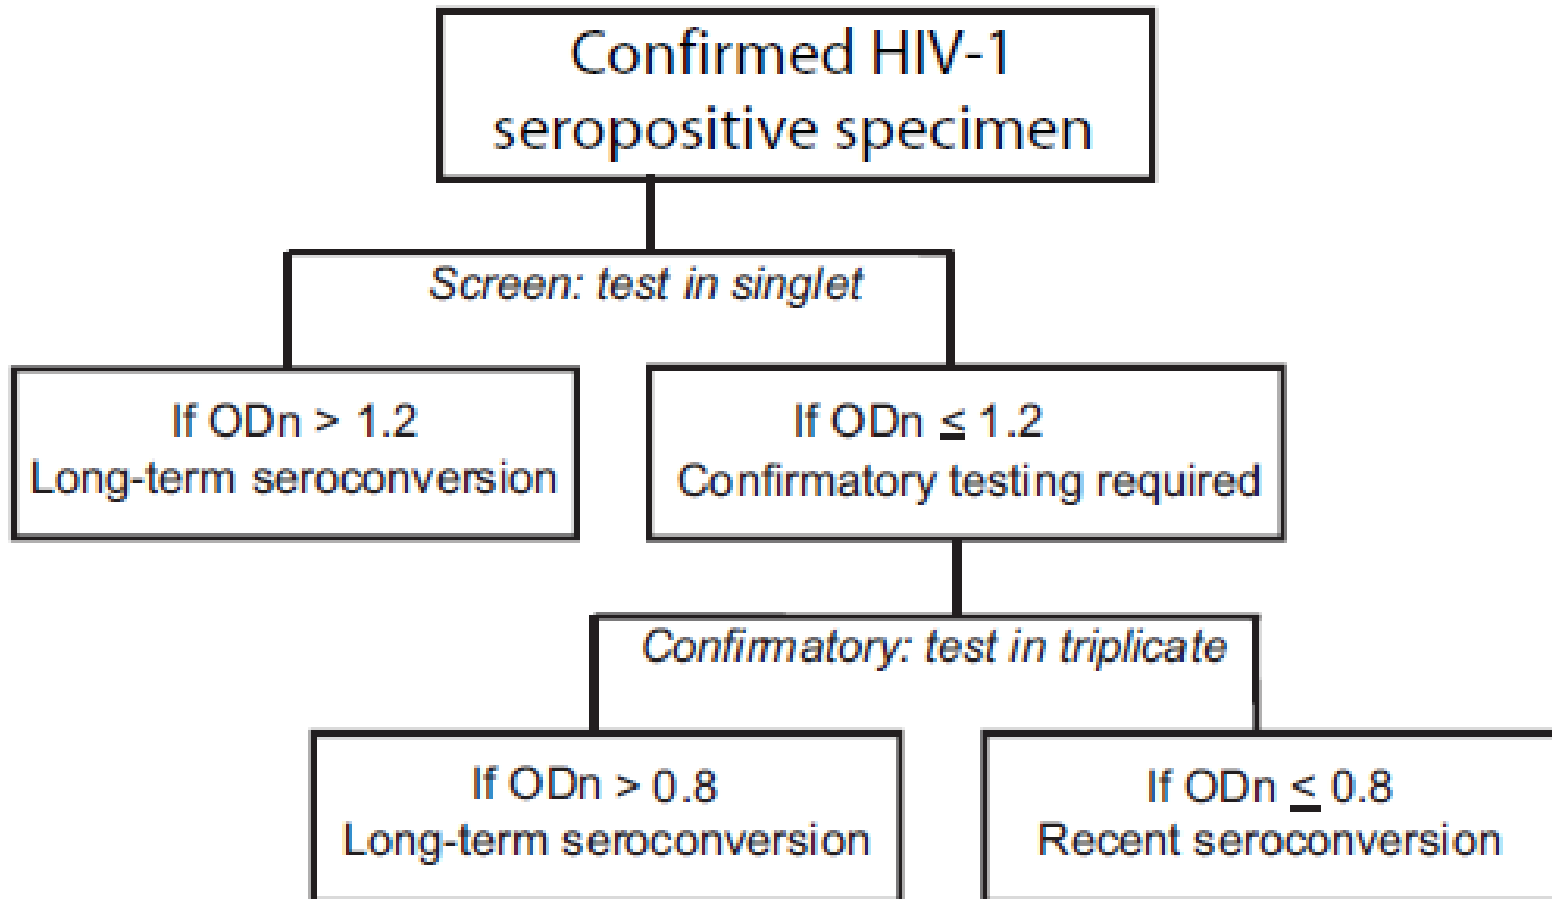 Confirmed HIV-1
seropositive specimen
Screen: test in singlet
If ODn > 1.2
Long-term seroconversion
If ODn ≤ 1.2
Confirmatory testing required
Confirmatory: test in triplicate
If ODn > 0.8
Long-term seroconversion
If ODn ≤ 0.8
Recent seroconversion